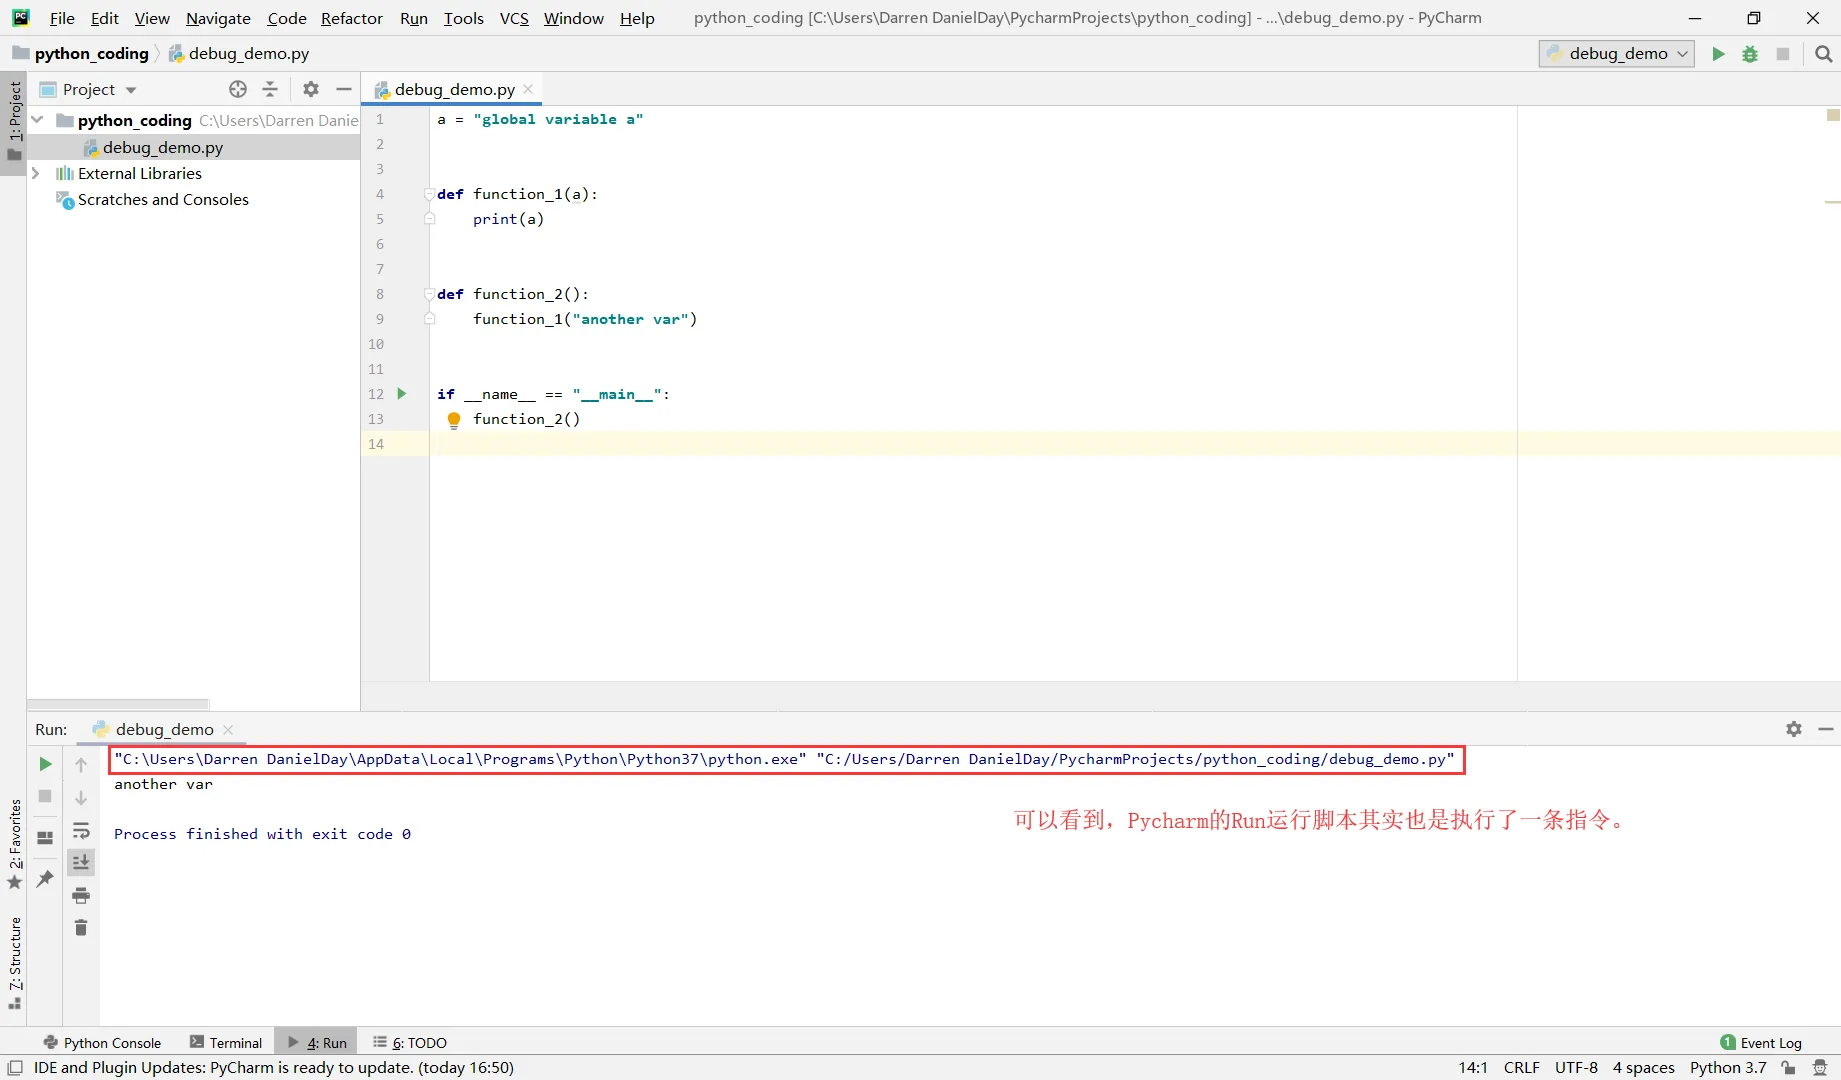 File Edit View Navigate Code Refactor Run Tools VCS Window Help python_coding [C:\Users\Darren DanielDay\PycharmProjects\python_coding] - ...\debug_demo.py - PyCharm
python_coding debug_demo.py debug_demo
1: Project
Project
debug_demo.py
python_coding C:\Users\Darren Danie
debug_demo.py
External Libraries
Scratches and Consoles
1 a = "global variable a"
2
3
4 def function_1(a):
5     print(a)
6
7
8 def function_2():
9     function_1("another var")
10
11
12 if __name__ == "__main__":
13     function_2()
14
Run: debug_demo
"C:\Users\Darren DanielDay\AppData\Local\Programs\Python\Python37\python.exe" "C:/Users/Darren DanielDay/PycharmProjects/python_coding/debug_demo.py"
another var
可以看到，Pycharm的Run运行脚本其实也是执行了一条指令。
Process finished with exit code 0
2: Favorites
7: Structure
Python Console Terminal 4: Run 6: TODO 1 Event Log
IDE and Plugin Updates: PyCharm is ready to update. (today 16:50) 14:1 CRLF UTF-8 4 spaces Python 3.7